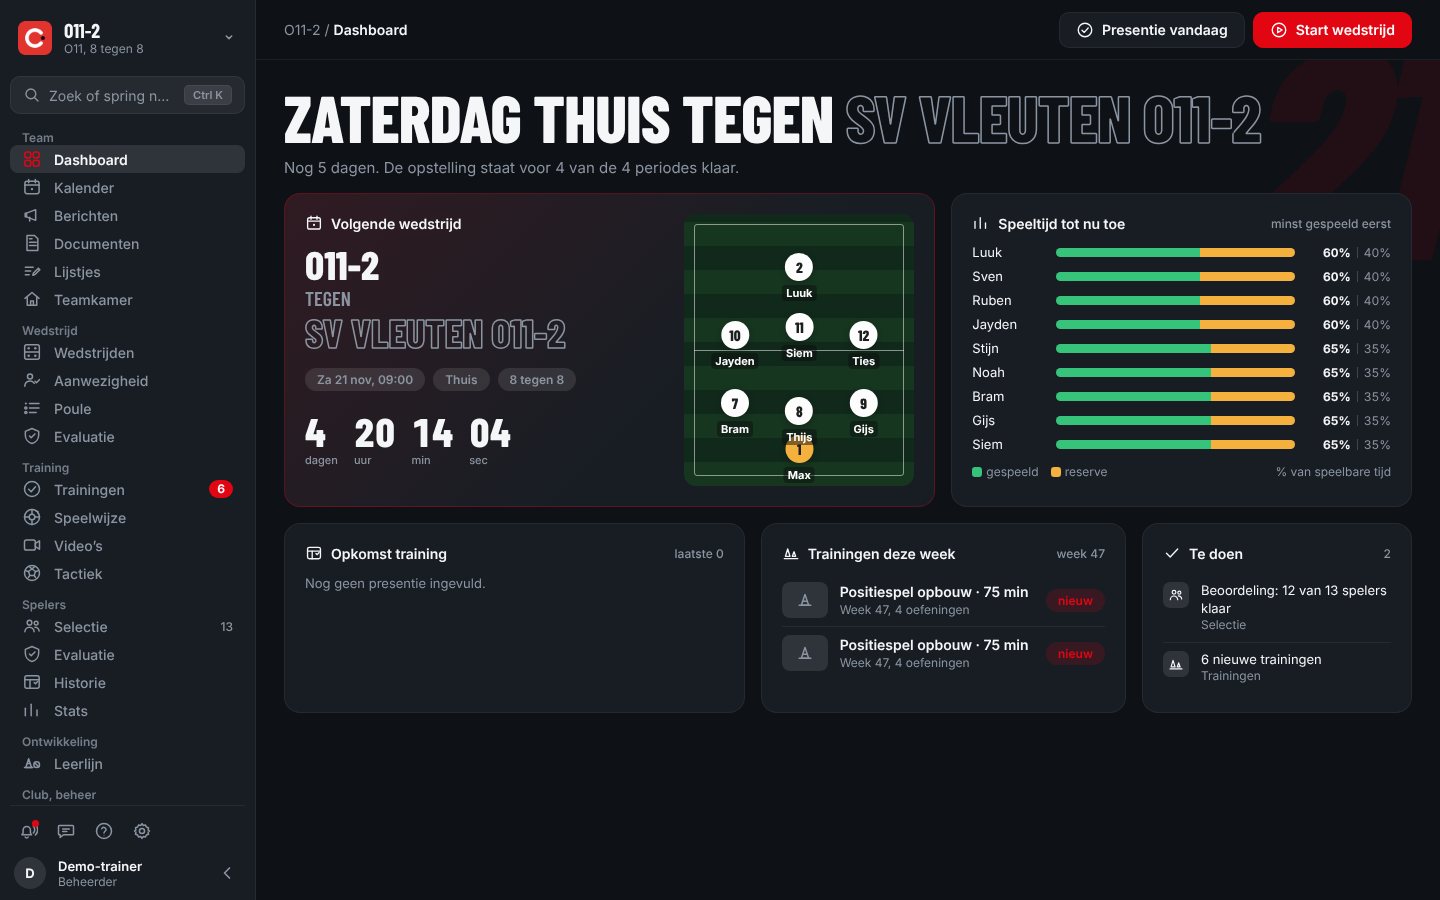 O11-2
O11, 8 tegen 8
Zoek of spring n... Ctrl K
Team
Dashboard
Kalender
Berichten
Documenten
Lijstjes
Teamkamer
Wedstrijd
Wedstrijden
Aanwezigheid
Poule
Evaluatie
Training
Trainingen 6
Speelwijze
Video's
Tactiek
Spelers
Selectie 13
Evaluatie
Historie
Stats
Ontwikkeling
Leerlijn
Club, beheer
D
Demo-trainer
Beheerder
O11-2 / Dashboard
Presentie vandaag
Start wedstrijd
21
ZATERDAG THUIS TEGEN SV VLEUTEN O11-2
Nog 5 dagen. De opstelling staat voor 4 van de 4 periodes klaar.
Volgende wedstrijd
O11-2
TEGEN
SV VLEUTEN O11-2
Za 21 nov, 09:00 Thuis 8 tegen 8
4 20 14 04
dagen uur min sec
2
Luuk
10 11 12
Jayden Siem Ties
7 8 9
Bram Thijs Gijs
1
Max
Speeltijd tot nu toe minst gespeeld eerst
Luuk 60% 40%
Sven 60% 40%
Ruben 60% 40%
Jayden 60% 40%
Stijn 65% 35%
Noah 65% 35%
Bram 65% 35%
Gijs 65% 35%
Siem 65% 35%
gespeeld reserve % van speelbare tijd
Opkomst training laatste 0
Nog geen presentie ingevuld.
Trainingen deze week week 47
Positiespel opbouw · 75 min nieuw
Week 47, 4 oefeningen
Positiespel opbouw · 75 min nieuw
Week 47, 4 oefeningen
Te doen 2
Beoordeling: 12 van 13 spelers
klaar
Selectie
6 nieuwe trainingen
Trainingen